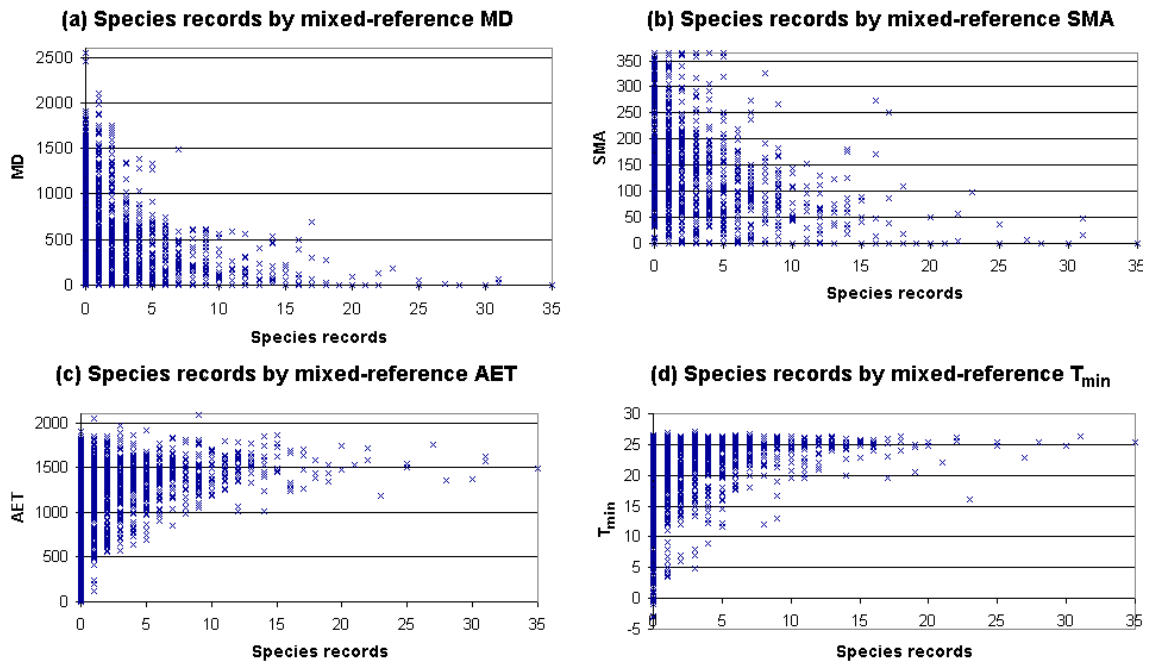 (a) Species records by mixed-reference MD
2500
2000
1500
1000
500
0
MD
0 5 10 15 20 25 30 35
Species records
(b) Species records by mixed-reference SMA
350
300
250
200
150
100
50
0
SMA
0 5 10 15 20 25 30 35
Species records
(c) Species records by mixed-reference AET
2000
1500
1000
500
0
AET
0 5 10 15 20 25 30 35
Species records
(d) Species records by mixed-reference Tmin
30
25
20
15
10
5
0
-5
Tmin
0 5 10 15 20 25 30 35
Species records